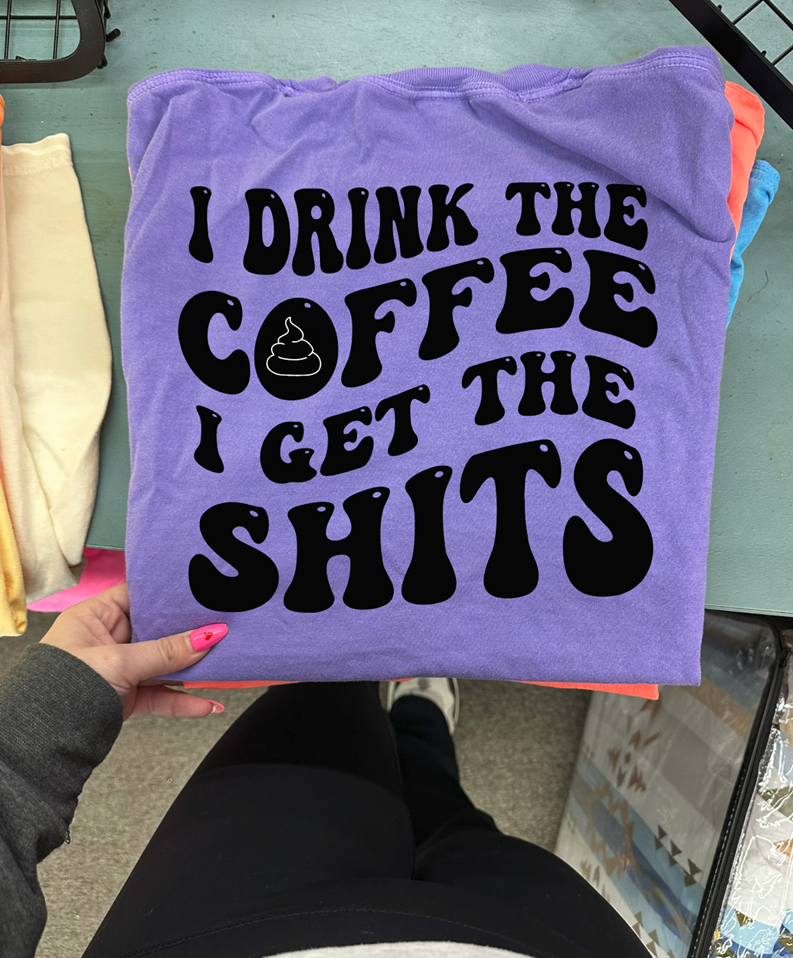 I DRINK THE
COFFEE
I GET THE
SHITS